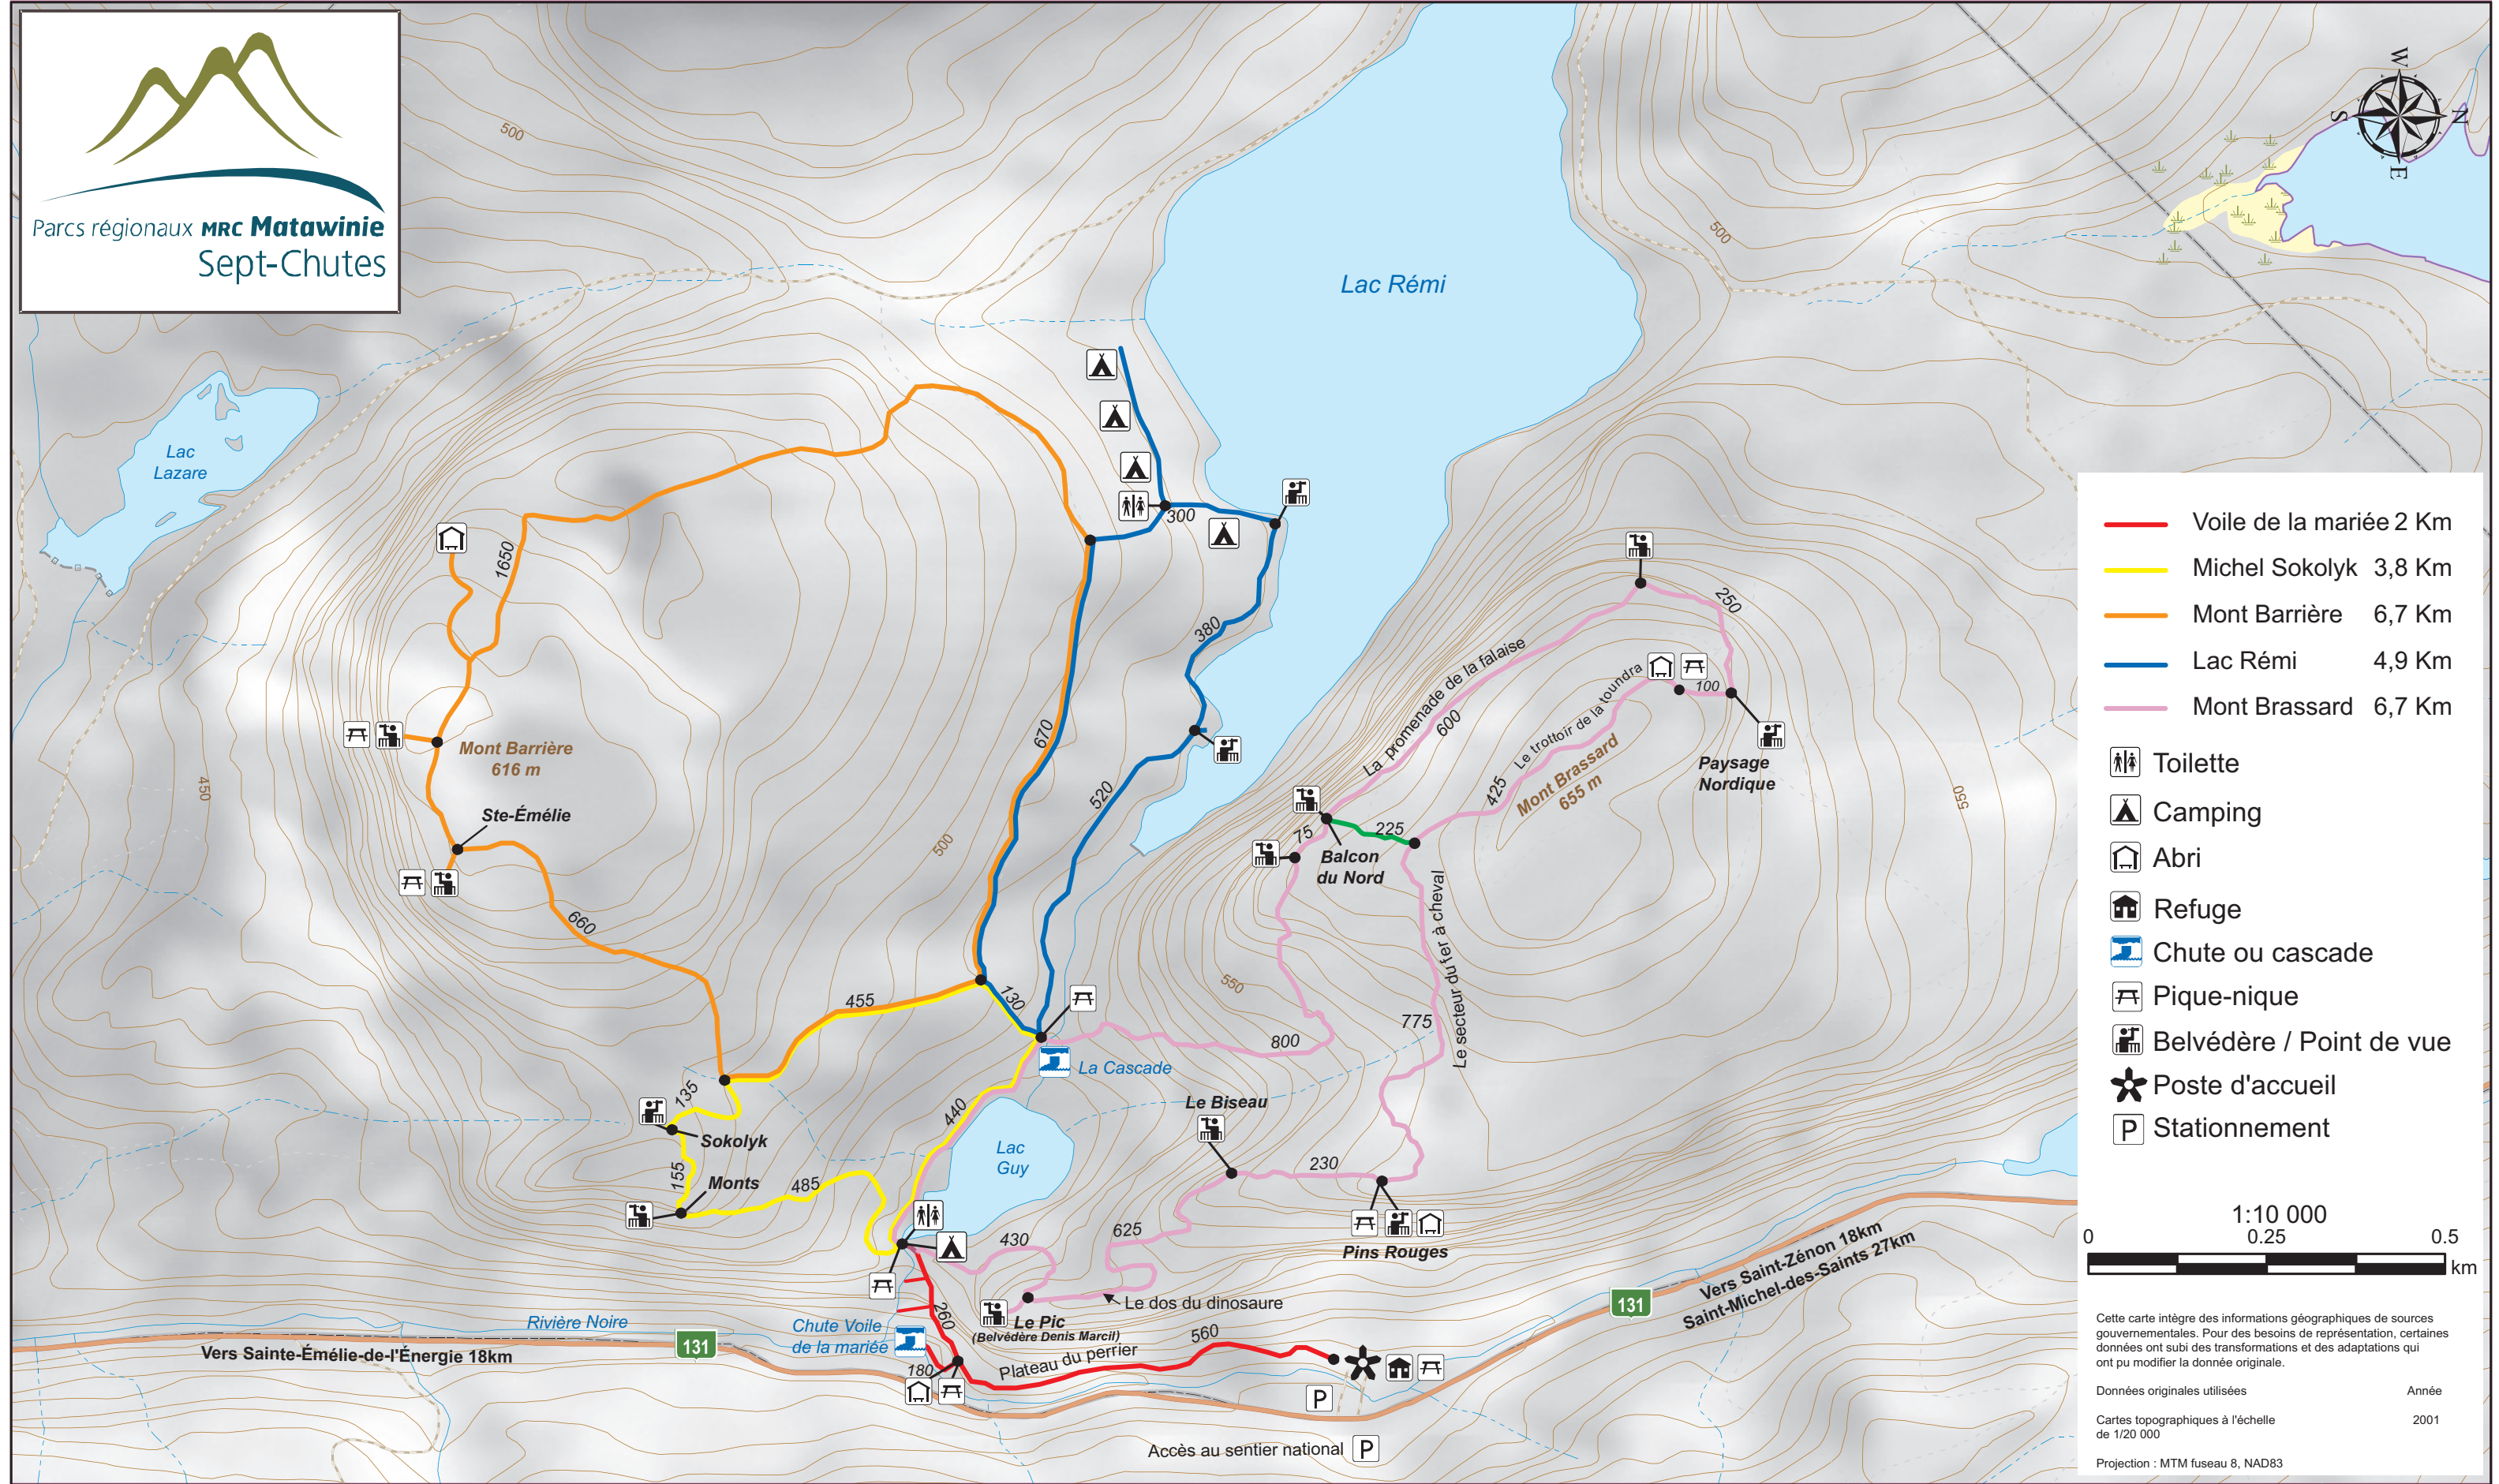 Parcs régionaux MRC Matawinie
Sept-Chutes
500
Lac Rémi
500
W
N
S
E
Lac
Lazare
1650
300
380
670
520
500
450
Mont Barrière
616 m
Ste-Émélie
660
455
130
La promenade de la falaise
600
250
Le trottoir de la toundra
100
425
Mont Brassard
655 m
Paysage
Nordique
550
75
225
Balcon
du Nord
Le secteur du fer à cheval
550
775
800
La Cascade
440
135
Sokolyk
155
Monts
485
Lac
Guy
Le Biseau
230
625
430
Pins Rouges
Le dos du dinosaure
Le Pic
(Belvédère Denis Marcil)
260
Chute Voile
de la mariée
180
Plateau du perrier
560
Rivière Noire
131
Vers Sainte-Émélie-de-l'Énergie 18km
131
Vers Saint-Zénon 18km
Saint-Michel-des-Saints 27km
P
Accès au sentier national P
Voile de la mariée 2 Km
Michel Sokolyk 3,8 Km
Mont Barrière 6,7 Km
Lac Rémi 4,9 Km
Mont Brassard 6,7 Km
Toilette
Camping
Abri
Refuge
Chute ou cascade
Pique-nique
Belvédère / Point de vue
Poste d'accueil
P Stationnement
1:10 000
0 0.25 0.5
km
Cette carte intègre des informations géographiques de sources
gouvernementales. Pour des besoins de représentation, certaines
données ont subi des transformations et des adaptations qui
ont pu modifier la donnée originale.
Données originales utilisées Année
Cartes topographiques à l'échelle 2001
de 1/20 000
Projection : MTM fuseau 8, NAD83